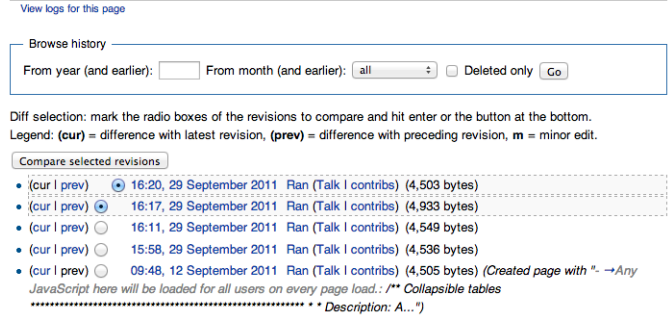 View logs for this page
Browse history
From year (and earlier): From month (and earlier): all Deleted only Go
Diff selection: mark the radio boxes of the revisions to compare and hit enter or the button at the bottom.
Legend: (cur) = difference with latest revision, (prev) = difference with preceding revision, m = minor edit.
Compare selected revisions
• (cur | prev) 16:20, 29 September 2011 Ran (Talk | contribs) (4,503 bytes)
• (cur | prev) 16:17, 29 September 2011 Ran (Talk | contribs) (4,933 bytes)
• (cur | prev) 16:11, 29 September 2011 Ran (Talk | contribs) (4,549 bytes)
• (cur | prev) 15:58, 29 September 2011 Ran (Talk | contribs) (4,536 bytes)
• (cur | prev) 09:48, 12 September 2011 Ran (Talk | contribs) (4,505 bytes) (Created page with "- →Any
JavaScript here will be loaded for all users on every page load.: /** Collapsible tables
********************************************************* * * Description: A...")